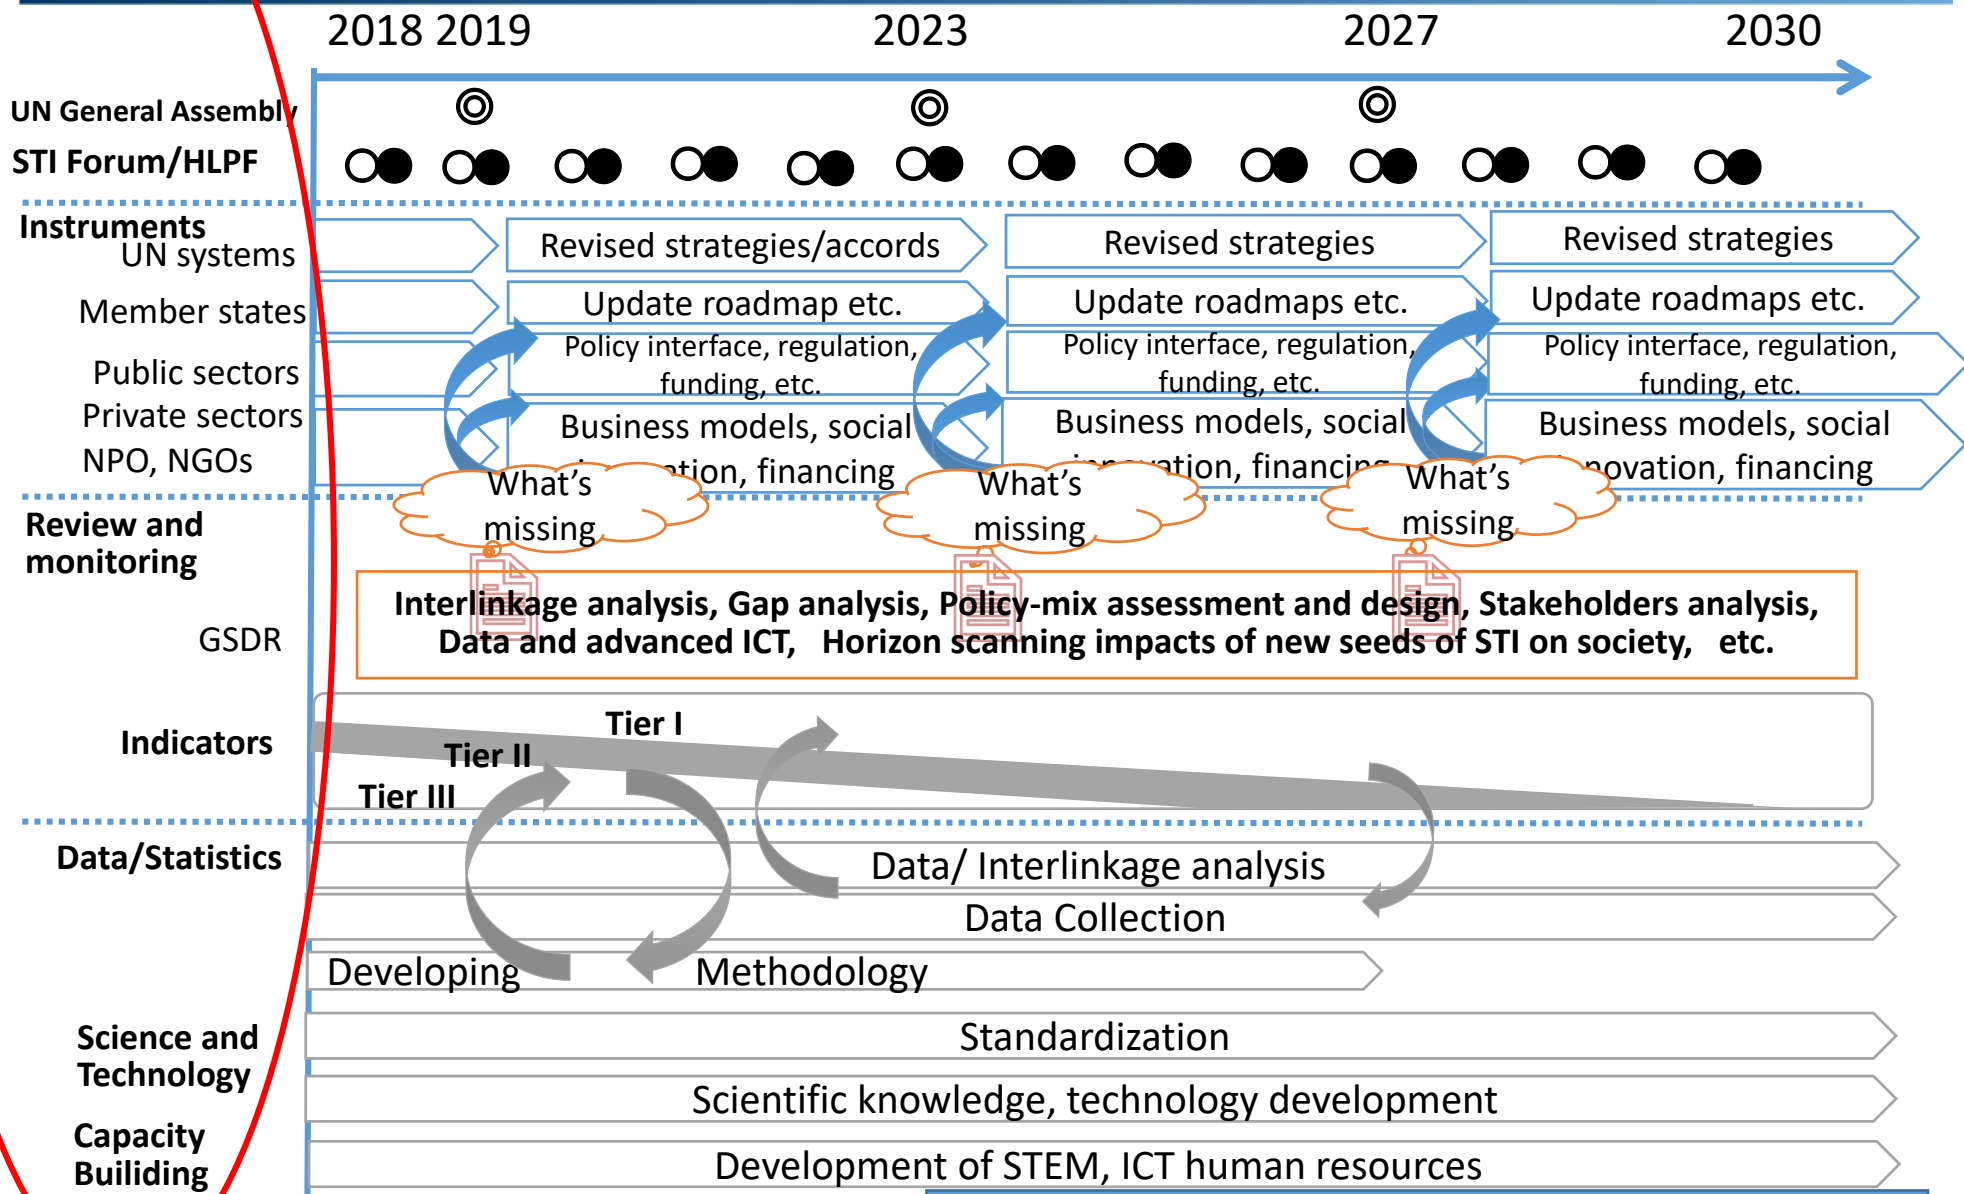 2018 2019 2023 2027 2030
UN General Assembly
STI Forum/HLPF
Instruments
UN systems
Revised strategies/accords
Revised strategies
Revised strategies
Member states
Update roadmap etc.
Update roadmaps etc.
Update roadmaps etc.
Public sectors
Policy interface, regulation,
funding, etc.
Policy interface, regulation,
funding, etc.
Policy interface, regulation,
funding, etc.
Private sectors
NPO, NGOs
Business models, social
financing
Business models, social
financing
Business models, social
financing
What's
missing
What's
missing
What's
missing
Review and
monitoring
GSDR
Interlinkage analysis, Gap analysis, Policy-mix assessment and design, Stakeholders analysis,
Data and advanced ICT, Horizon scanning impacts of new seeds of STI on society, etc.
Indicators
Tier I
Tier II
Tier III
Data/Statistics
Data/ Interlinkage analysis
Data Collection
Developing Methodology
Science and
Technology
Standardization
Scientific knowledge, technology development
Capacity
Builiding
Development of STEM, ICT human resources